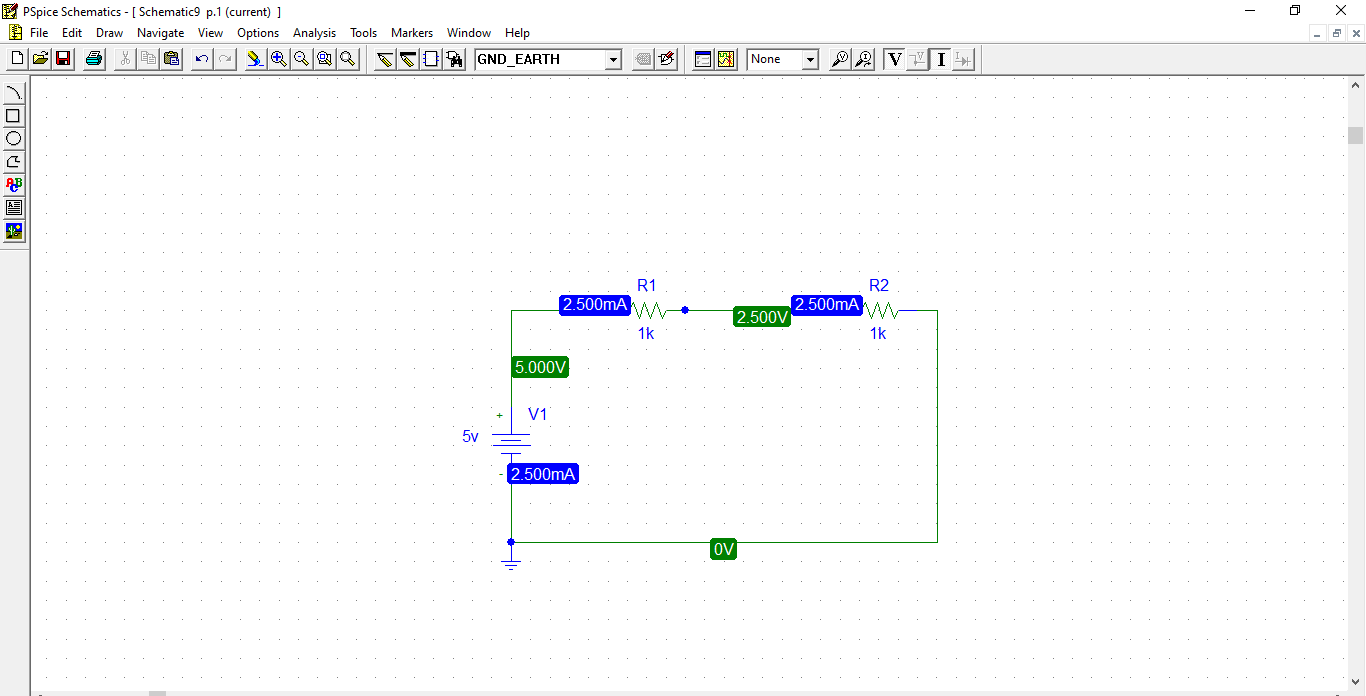 PSpice Schematics - [ Schematic9 p.1 (current) ]
File Edit Draw Navigate View Options Analysis Tools Markers Window Help
GND_EARTH None V I
ABC
R1 R2
2.500mA 2.500V 2.500mA
1k 1k
5.000V
+ V1
5v
- 2.500mA
0V